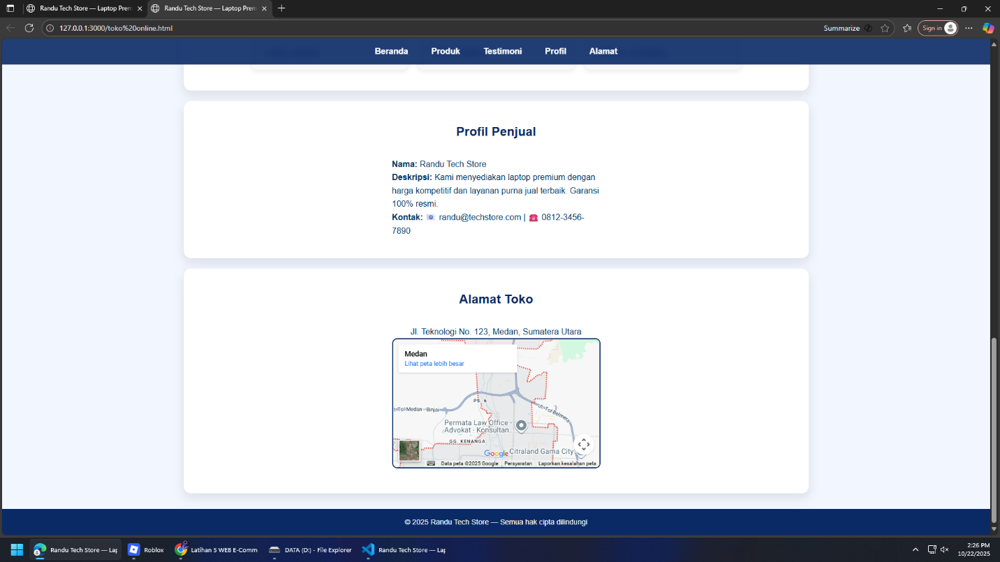 Randu Tech Store — Laptop Prem
Randu Tech Store — Laptop Prem
127.0.0.1:3000/toko%20online.html
Summarize
Sign in
Beranda
Produk
Testimoni
Profil
Alamat
Profil Penjual
Nama: Randu Tech Store
Deskripsi: Kami menyediakan laptop premium dengan
harga kompetitif dan layanan purna jual terbaik. Garansi
100% resmi.
Kontak: randu@techstore.com | 0812-3456-
7890
Alamat Toko
Jl. Teknologi No. 123, Medan, Sumatera Utara
Medan
Lihat peta lebih besar
PS. 6
Tol Medan - Binjai
Jl. Tol Belmera
Permata Law Office -
Advokat - Konsultan...
GG. KENANGA
Citraland Gama City
Google
Data peta ©2025 Google
Persyaratan
Laporkan kesalahan peta
© 2025 Randu Tech Store — Semua hak cipta dilindungi
Randu Tech Store — Lap
Roblox
Latihan 5 WEB E-Comm
DATA (D:) - File Explorer
Randu Tech Store — Lap
2:26 PM
10/22/2025